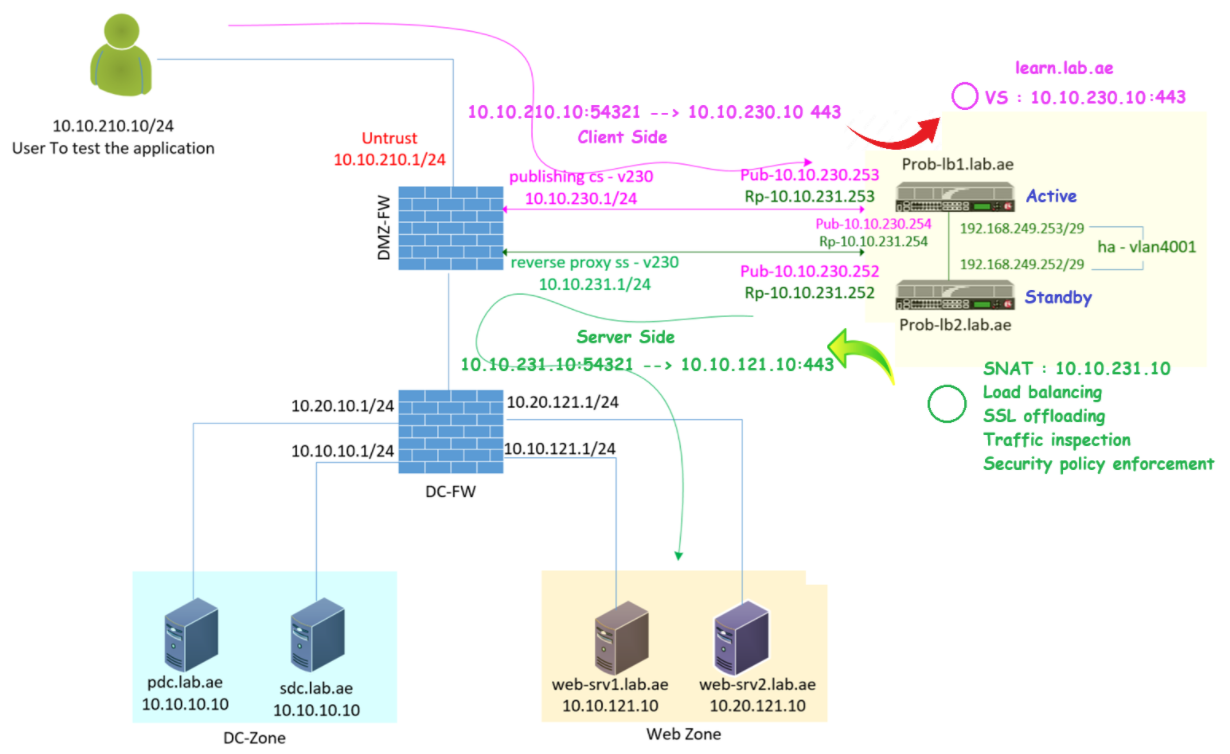 learn.lab.ae
VS : 10.10.230.10:443
10.10.210.10:54321 --> 10.10.230.10 443
Client Side
10.10.210.10/24
User To test the application
Untrust
10.10.210.1/24
DMZ-FW
publishing cs - v230
10.10.230.1/24
Pub-10.10.230.253
Rp-10.10.231.253
Prob-lb1.lab.ae
Active
Pub-10.10.230.254
Rp-10.10.231.254
192.168.249.253/29
ha - vlan4001
192.168.249.252/29
reverse proxy ss - v230
10.10.231.1/24
Pub-10.10.230.252
Rp-10.10.231.252
Standby
Prob-lb2.lab.ae
Server Side
10.10.231.10:54321 --> 10.10.121.10:443
SNAT : 10.10.231.10
Load balancing
SSL offloading
Traffic inspection
Security policy enforcement
10.20.10.1/24
10.20.121.1/24
10.10.10.1/24
10.10.121.1/24
DC-FW
pdc.lab.ae
10.10.10.10
sdc.lab.ae
10.10.10.10
web-srv1.lab.ae
10.10.121.10
web-srv2.lab.ae
10.20.121.10
DC-Zone
Web Zone